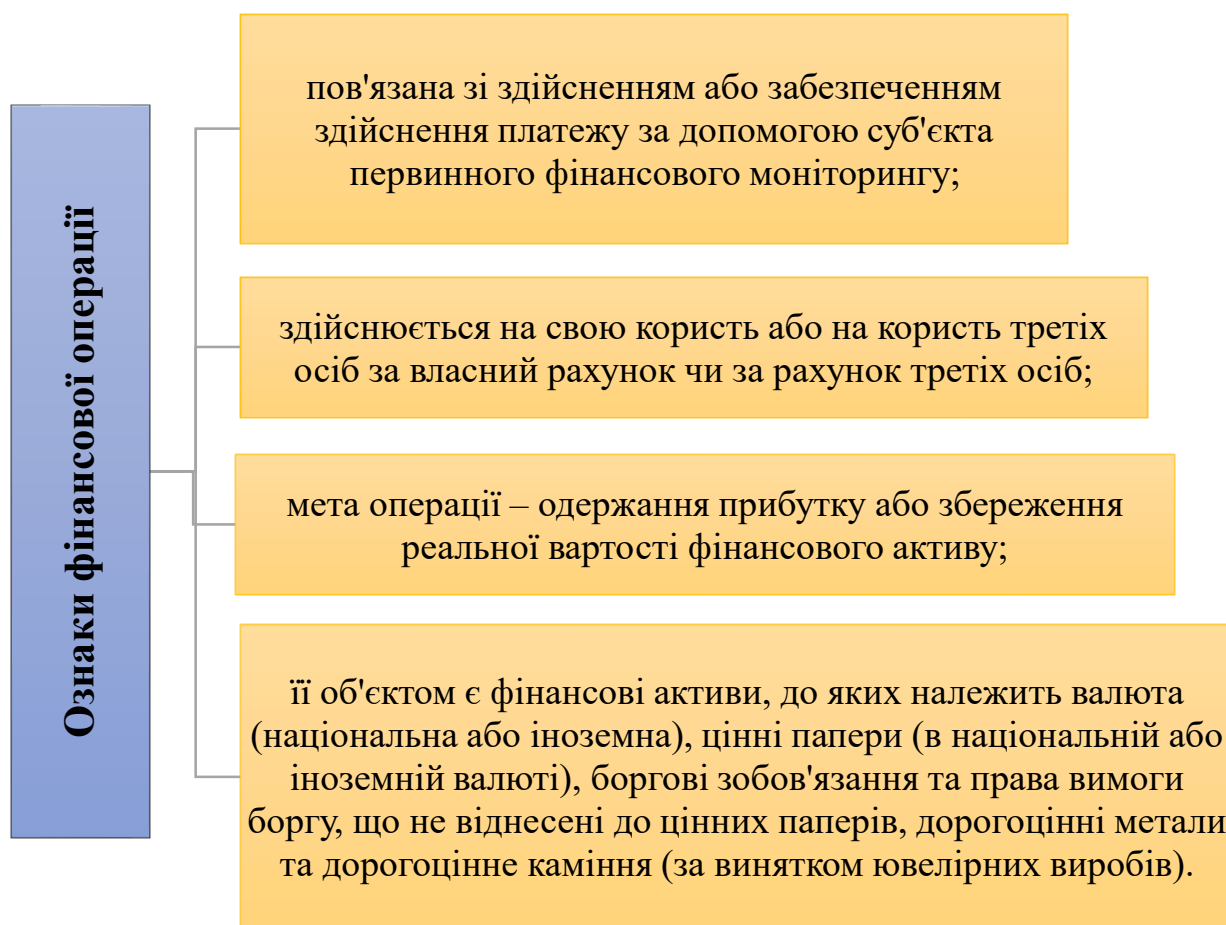 Ознаки фінансової операції
пов'язана зі здійсненням або забезпеченням
здійснення платежу за допомогою суб'єкта
первинного фінансового моніторингу;
здійснюється на свою користь або на користь третіх
осіб за власний рахунок чи за рахунок третіх осіб;
мета операції – одержання прибутку або збереження
реальної вартості фінансового активу;
її об'єктом є фінансові активи, до яких належить валюта
(національна або іноземна), цінні папери (в національній або
іноземній валюті), боргові зобов'язання та права вимоги
боргу, що не віднесені до цінних паперів, дорогоцінні метали
та дорогоцінне каміння (за винятком ювелірних виробів).